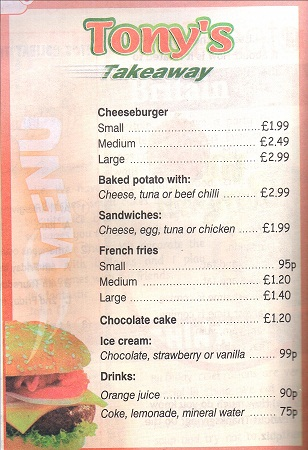 Tony's
Takeaway
MENU
Cheeseburger
Small .................................. £1.99
Medium .............................. £2.49
Large .................................. £2.99
Baked potato with:
Cheese, tuna or beef chilli ......... £2.99
Sandwiches:
Cheese, egg, tuna or chicken ..... £1.99
French fries
Small ..................................... 95p
Medium .............................. £1.20
Large .................................. £1.40
Chocolate cake ..................... £1.20
Ice cream:
Chocolate, strawberry or vanilla ....... 99p
Drinks:
Orange juice ............................. 90p
Coke, lemonade, mineral water ....... 75p